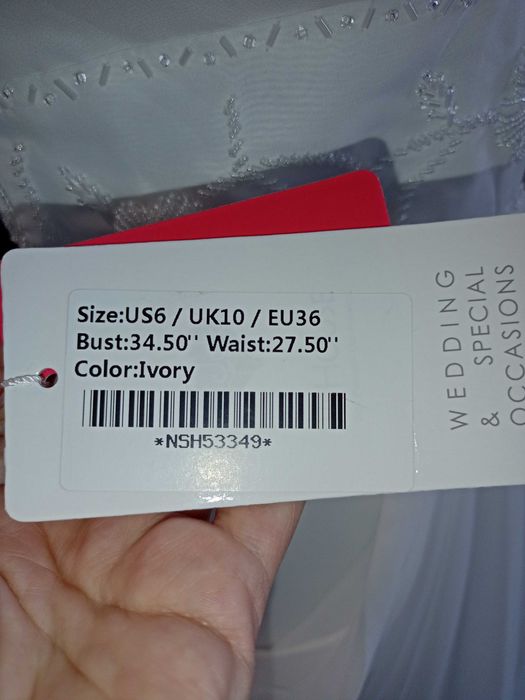 Size:US6 / UK10 / EU36
Bust:34.50'' Waist:27.50''
Color:Ivory
*NSH53349*
WEDDING
& SPECIAL
OCCASIONS